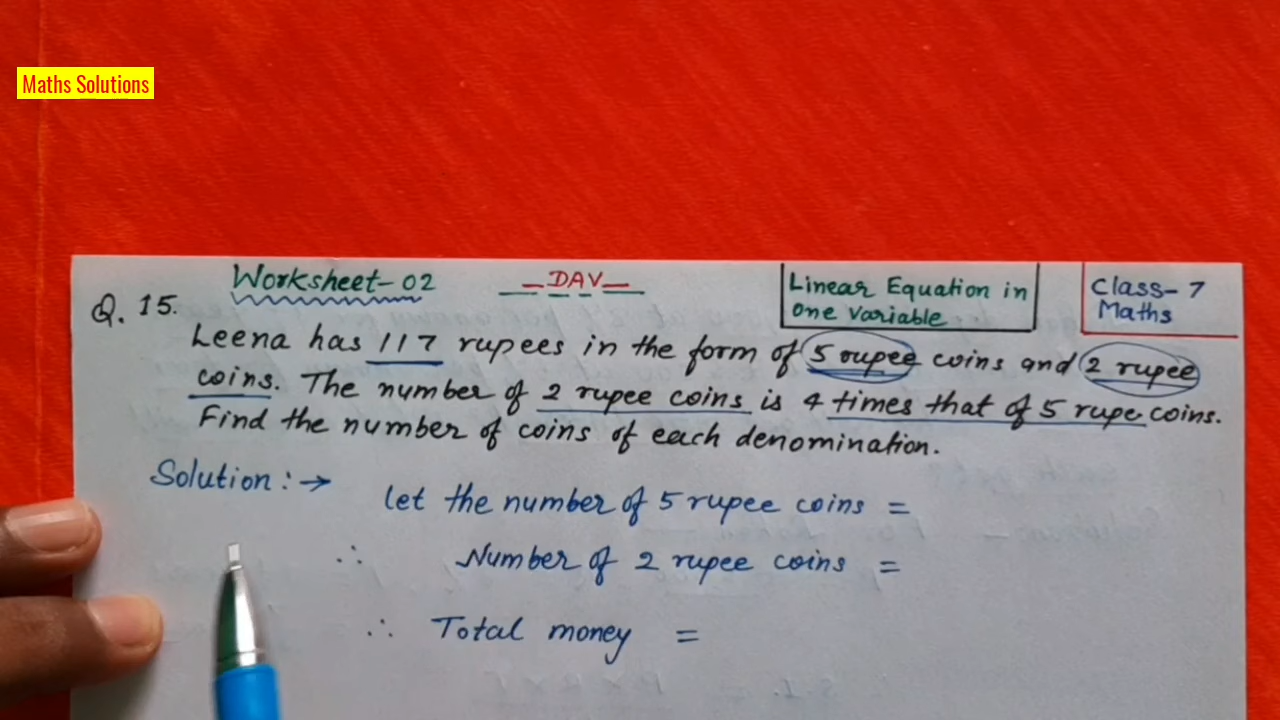 Maths Solutions
Worksheet-02
DAV
Linear Equation in
one variable
Class-7
Maths
Q. 15.
Leena has 117 rupees in the form of 5 rupee coins and 2 rupee
coins. The number of 2 rupee coins is 4 times that of 5 rupe coins.
Find the number of coins of each denomination.
Solution :→
let the number of 5 rupee coins =
∴ Number of 2 rupee coins =
∴ Total money =